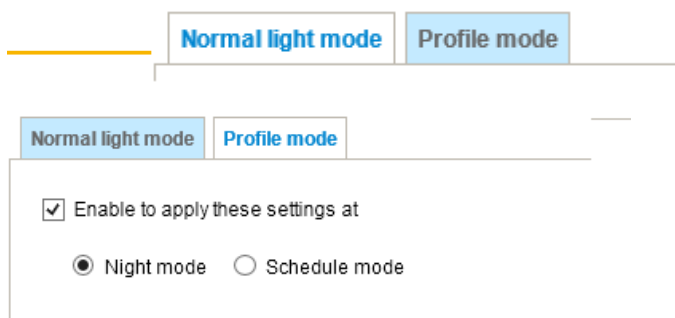 Normal light mode Profile mode
Normal light mode Profile mode
Enable to apply these settings at
Night mode Schedule mode